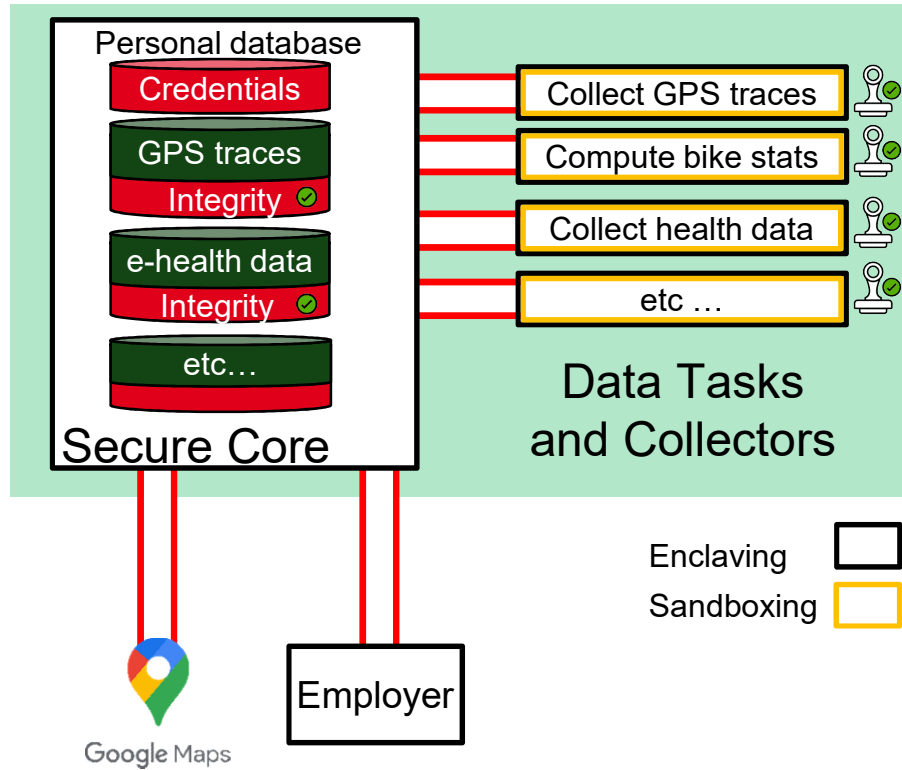 Personal database
Credentials
GPS traces
Integrity
e-health data
Integrity
etc…
Secure Core
Collect GPS traces
Compute bike stats
Collect health data
etc …
Data Tasks
and Collectors
Enclaving
Sandboxing
Employer
Google Maps